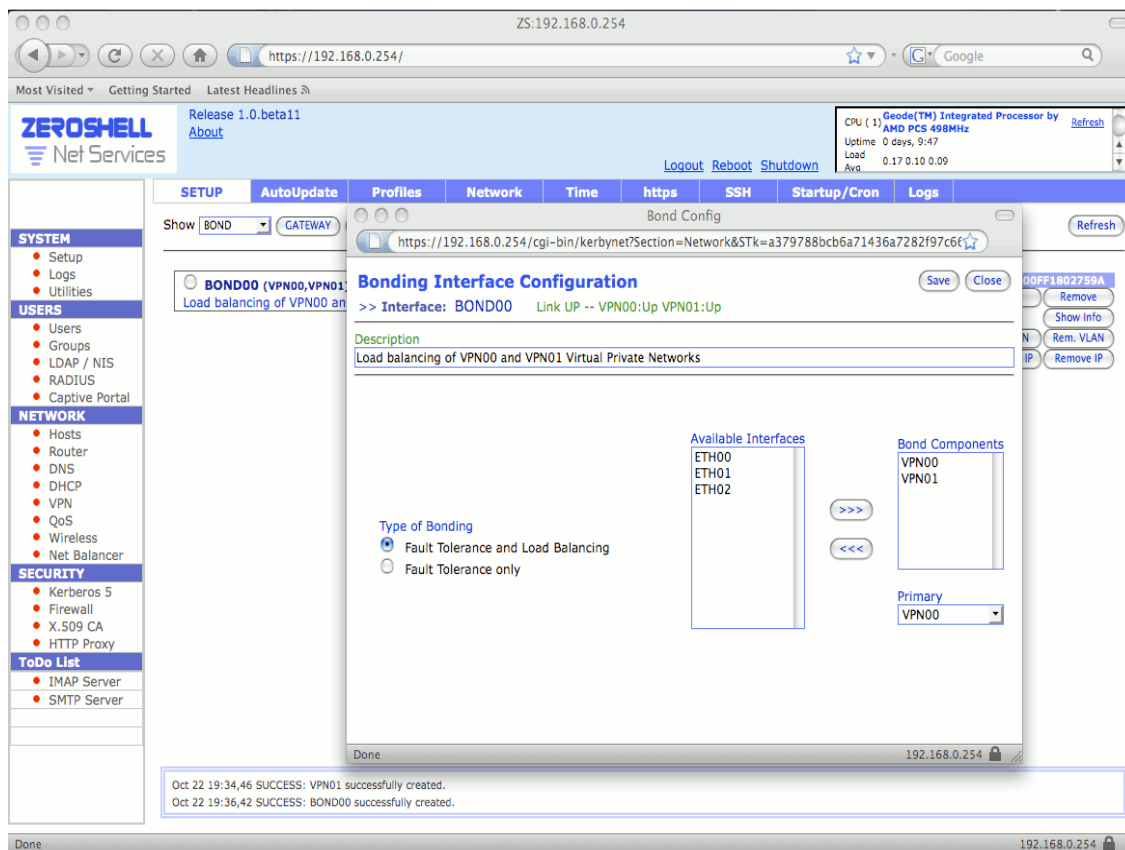 ZS:192.168.0.254
https://192.168.0.254/
G Google
Most Visited Getting Started Latest Headlines
ZEROSHELL
Net Services
Release 1.0.beta11
About
Logout Reboot Shutdown
CPU ( 1) Geode(TM) Integrated Processor by
AMD PCS 498MHz
Refresh
Uptime 0 days, 9:47
Load 0.17 0.10 0.09
Avg
SETUP AutoUpdate Profiles Network Time https SSH Startup/Cron Logs
Show BOND GATEWAY Refresh
SYSTEM
Setup
Logs
Utilities
USERS
Users
Groups
LDAP / NIS
RADIUS
Captive Portal
NETWORK
Hosts
Router
DNS
DHCP
VPN
QoS
Wireless
Net Balancer
SECURITY
Kerberos 5
Firewall
X.509 CA
HTTP Proxy
ToDo List
IMAP Server
SMTP Server
BOND00 (VPN00,VPN01)
Load balancing of VPN00 an
00FF1802759A
Remove
Show Info
N Rem. VLAN
IP Remove IP
Bond Config
https://192.168.0.254/cgi-bin/kerbynet?Section=Network&STk=a379788bcb6a71436a7282f97c66
Bonding Interface Configuration
Save Close
>> Interface: BOND00 Link UP -- VPN00:Up VPN01:Up
Description
Load balancing of VPN00 and VPN01 Virtual Private Networks
Type of Bonding
Fault Tolerance and Load Balancing
Fault Tolerance only
Available Interfaces
ETH00
ETH01
ETH02
>>>
<<<
Bond Components
VPN00
VPN01
Primary
VPN00
Done 192.168.0.254
Oct 22 19:34,46 SUCCESS: VPN01 successfully created.
Oct 22 19:36,42 SUCCESS: BOND00 successfully created.
Done 192.168.0.254